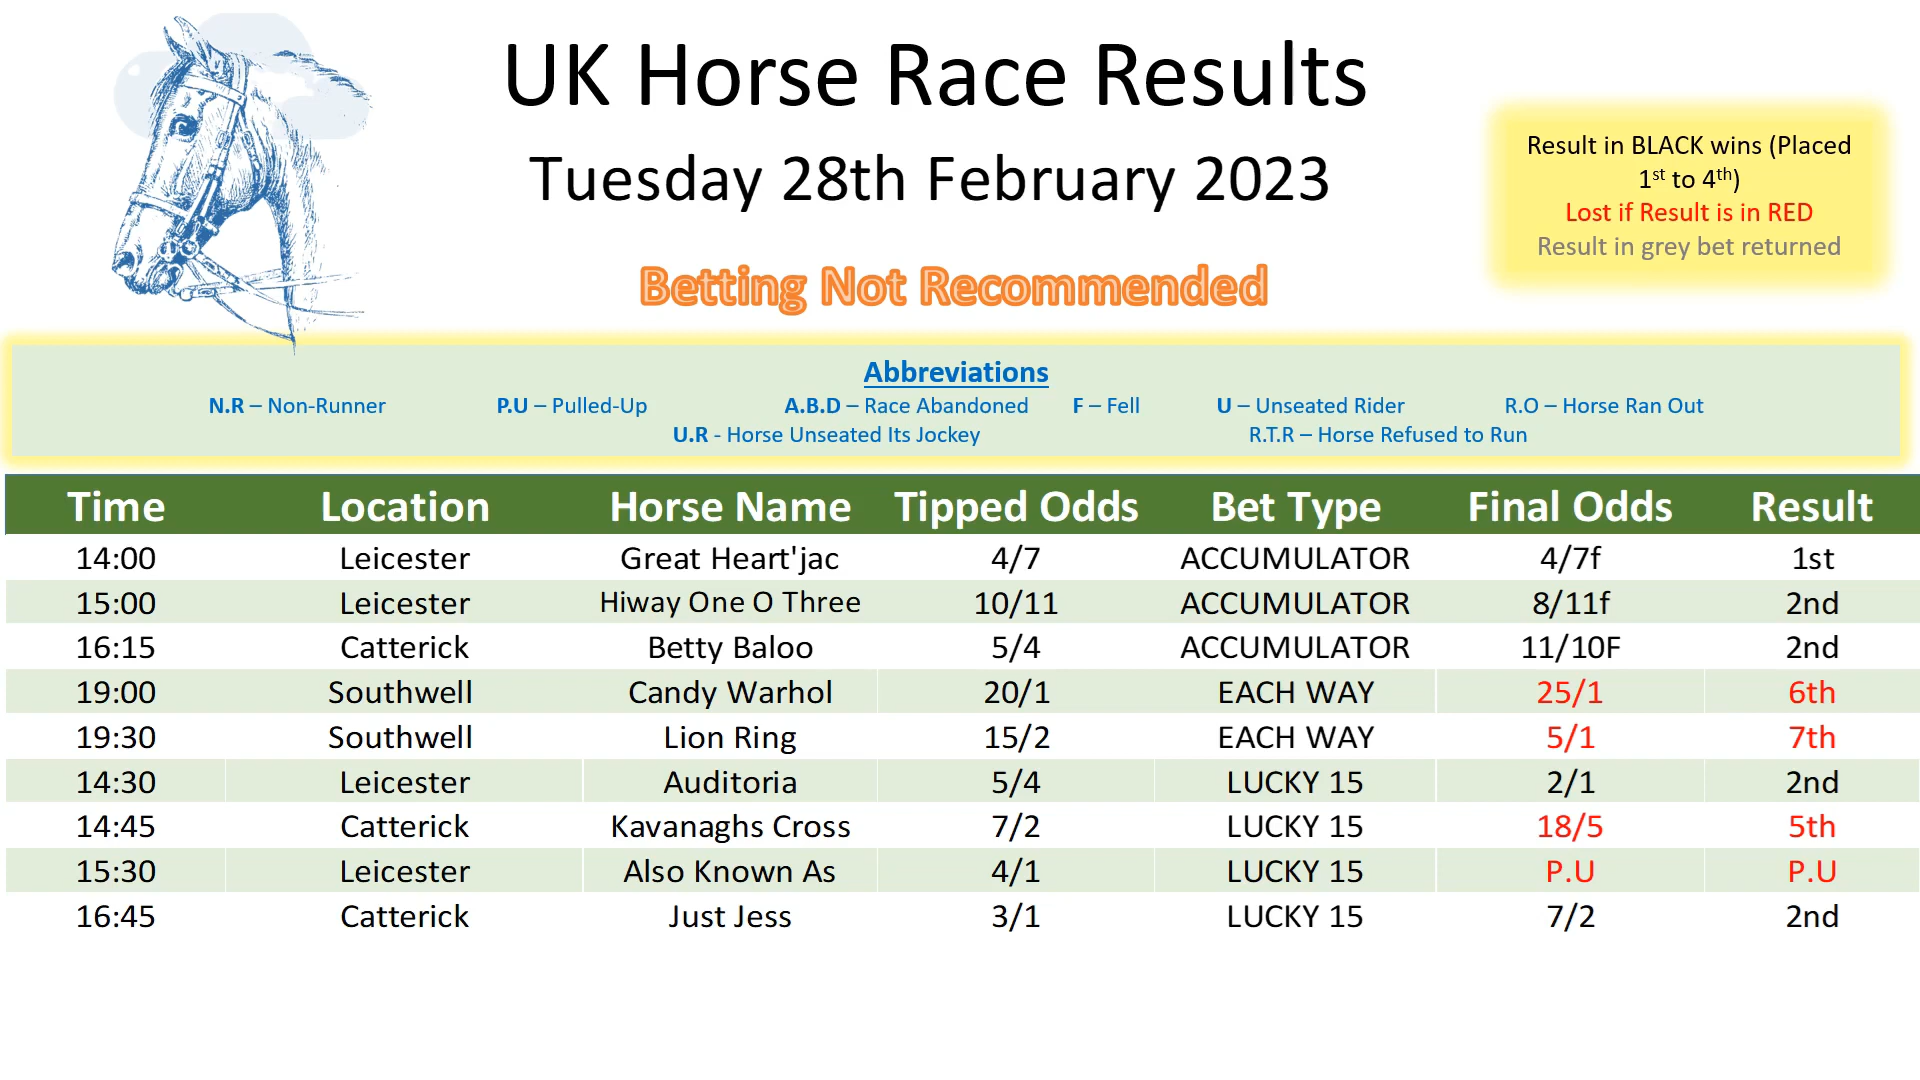 UK Horse Race Results
Tuesday 28th February 2023
Betting Not Recommended
Result in BLACK wins (Placed
1st to 4th)
Lost if Result is in RED
Result in grey bet returned
Abbreviations
N.R – Non-Runner P.U – Pulled-Up A.B.D – Race Abandoned F – Fell U – Unseated Rider R.O – Horse Ran Out
U.R - Horse Unseated Its Jockey R.T.R – Horse Refused to Run
Time Location Horse Name Tipped Odds Bet Type Final Odds Result
14:00 Leicester Great Heart'jac 4/7 ACCUMULATOR 4/7f 1st
15:00 Leicester Hiway One O Three 10/11 ACCUMULATOR 8/11f 2nd
16:15 Catterick Betty Baloo 5/4 ACCUMULATOR 11/10F 2nd
19:00 Southwell Candy Warhol 20/1 EACH WAY 25/1 6th
19:30 Southwell Lion Ring 15/2 EACH WAY 5/1 7th
14:30 Leicester Auditoria 5/4 LUCKY 15 2/1 2nd
14:45 Catterick Kavanaghs Cross 7/2 LUCKY 15 18/5 5th
15:30 Leicester Also Known As 4/1 LUCKY 15 P.U P.U
16:45 Catterick Just Jess 3/1 LUCKY 15 7/2 2nd